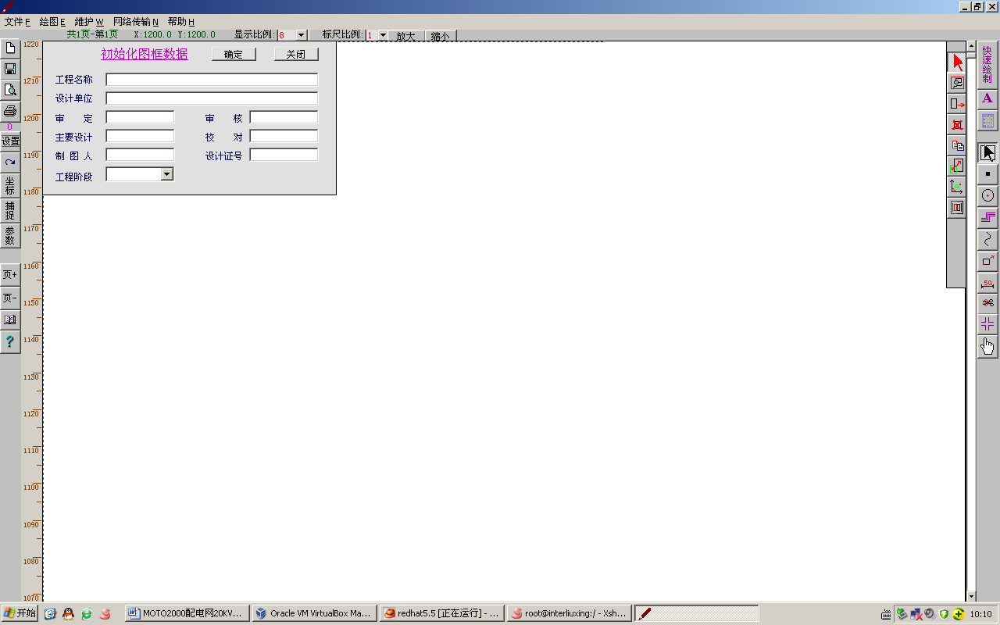 文件F 绘图E 维护W 网络传输N 帮助H
共1页-第1页 X:1200.0 Y:1200.0 显示比例: 8 标尺比例: 1 放大 缩小
初始化图框数据 确定 关闭
工程名称
设计单位
审 定 审 核
主要设计 校 对
制 图 人 设计证号
工程阶段
0
设置
坐标
捕捉
参数
页+
页-
?
1220
1210
1200
1190
1180
1170
1160
1150
1140
1130
1120
1110
1100
1090
1080
1070
快速绘制
A
50
开始 MOTO2000配电网20KV... Oracle VM VirtualBox Ma... redhat5.5 [正在运行] - ... root@interliuxing:/ - Xsh... 10:10